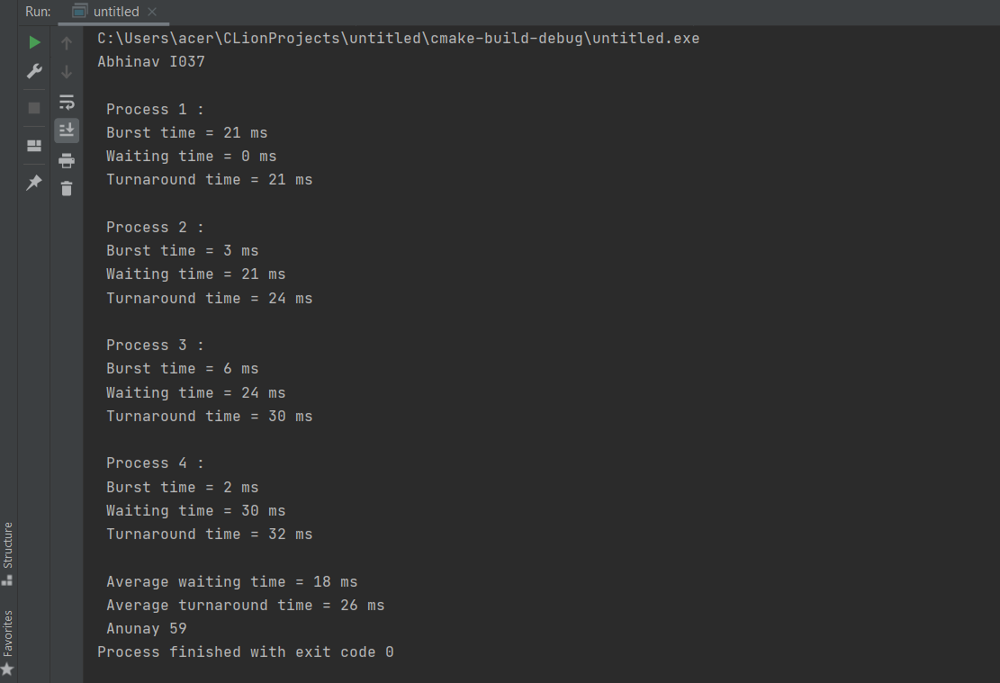 Run: untitled
C:\Users\acer\CLionProjects\untitled\cmake-build-debug\untitled.exe
Abhinav I037
Process 1 :
Burst time = 21 ms
Waiting time = 0 ms
Turnaround time = 21 ms
Process 2 :
Burst time = 3 ms
Waiting time = 21 ms
Turnaround time = 24 ms
Process 3 :
Burst time = 6 ms
Waiting time = 24 ms
Turnaround time = 30 ms
Process 4 :
Burst time = 2 ms
Waiting time = 30 ms
Turnaround time = 32 ms
Average waiting time = 18 ms
Average turnaround time = 26 ms
Anunay 59
Process finished with exit code 0
Structure
Favorites